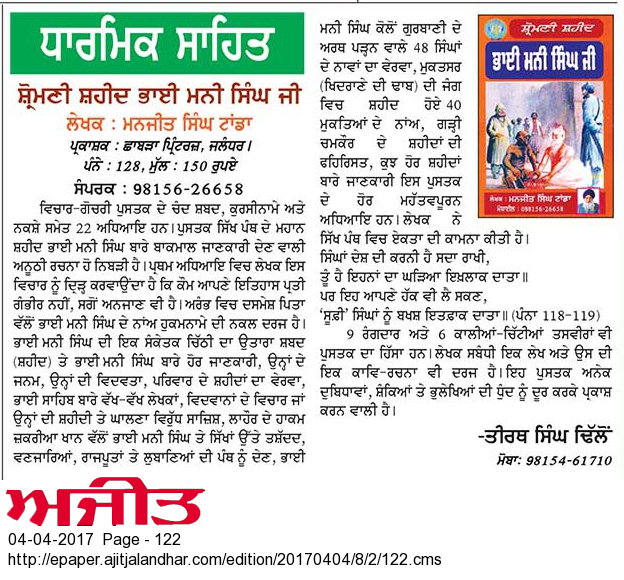 ਧਾਰਮਿਕ ਸਾਹਿਤ
ਸ਼੍ਰੋਮਣੀ ਸ਼ਹੀਦ ਭਾਈ ਮਨੀ ਸਿੰਘ ਜੀ
ਲੇਖਕ : ਮਨਜੀਤ ਸਿੰਘ ਟਾਂਡਾ
ਪ੍ਰਕਾਸ਼ਕ : ਛਾਬੜਾ ਪ੍ਰਿੰਟਰਜ਼, ਜਲੰਧਰ।
ਪੰਨੇ : 128, ਮੁੱਲ : 150 ਰੁਪਏ
ਸੰਪਰਕ : 98156-26658
ਵਿਚਾਰ-ਗੋਚਰੀ ਪੁਸਤਕ ਦੇ ਚੰਦ ਸ਼ਬਦ, ਕੁਰਸੀਨਾਮੇ ਅਤੇ
ਨਕਸ਼ੇ ਸਮੇਤ 22 ਅਧਿਆਇ ਹਨ। ਪੁਸਤਕ ਸਿੱਖ ਪੰਥ ਦੇ ਮਹਾਨ
ਸ਼ਹੀਦ ਭਾਈ ਮਨੀ ਸਿੰਘ ਬਾਰੇ ਬਾਕਮਾਲ ਜਾਣਕਾਰੀ ਦੇਣ ਵਾਲੀ
ਅਨੂਠੀ ਰਚਨਾ ਹੋ ਨਿਬੜੀ ਹੈ। ਪ੍ਰਥਮ ਅਧਿਆਇ ਵਿਚ ਲੇਖਕ ਇਸ
ਵਿਚਾਰ ਨੂੰ ਦ੍ਰਿੜ੍ਹ ਕਰਵਾਉਂਦਾ ਹੈ ਕਿ ਕੌਮ ਆਪਣੇ ਇਤਿਹਾਸ ਪ੍ਰਤੀ
ਗੰਭੀਰ ਨਹੀਂ, ਸਗੋਂ ਅਨਜਾਣ ਵੀ ਹੈ। ਅਰੰਭ ਵਿਚ ਦਸਮੇਸ਼ ਪਿਤਾ
ਵੱਲੋਂ ਭਾਈ ਮਨੀ ਸਿੰਘ ਦੇ ਨਾਂਅ ਹੁਕਮਨਾਮੇ ਦੀ ਨਕਲ ਦਰਜ ਹੈ।
ਭਾਈ ਮਨੀ ਸਿੰਘ ਦੀ ਇਕ ਸੰਕੇਤਕ ਚਿੱਠੀ ਦਾ ਉਤਾਰਾ ਸ਼ਬਦ
(ਸ਼ਹੀਦ) ਤੇ ਭਾਈ ਮਨੀ ਸਿੰਘ ਬਾਰੇ ਹੋਰ ਜਾਣਕਾਰੀ, ਉਨ੍ਹਾਂ ਦੇ
ਜਨਮ, ਉਨ੍ਹਾਂ ਦੀ ਵਿਦਵਤਾ, ਪਰਿਵਾਰ ਦੇ ਸ਼ਹੀਦਾਂ ਦਾ ਵੇਰਵਾ,
ਭਾਈ ਸਾਹਿਬ ਬਾਰੇ ਵੱਖ-ਵੱਖ ਲੇਖਕਾਂ, ਵਿਦਵਾਨਾਂ ਦੇ ਵਿਚਾਰ ਜਾਂ
ਉਨ੍ਹਾਂ ਦੀ ਸ਼ਹੀਦੀ ਤੇ ਘਾਲਣਾ ਵਿਰੁੱਧ ਸਾਜ਼ਿਸ਼, ਲਾਹੌਰ ਦੇ ਹਾਕਮ
ਜ਼ਕਰੀਆ ਖਾਨ ਵੱਲੋਂ ਭਾਈ ਮਨੀ ਸਿੰਘ ਤੇ ਸਿੱਖਾਂ ਉੱਤੇ ਤਸ਼ੱਦਦ,
ਵਣਜਾਰਿਆਂ, ਰਾਜਪੂਤਾਂ ਤੇ ਲੁਬਾਣਿਆਂ ਦੀ ਪੰਥ ਨੂੰ ਦੇਣ, ਭਾਈ
ਮਨੀ ਸਿੰਘ ਕੋਲੋਂ ਗੁਰਬਾਣੀ ਦੇ
ਅਰਥ ਪੜ੍ਹਨ ਵਾਲੇ 48 ਸਿੰਘਾਂ
ਦੇ ਨਾਵਾਂ ਦਾ ਵੇਰਵਾ, ਮੁਕਤਸਰ
(ਖਿਦਰਾਣੇ ਦੀ ਢਾਬ) ਦੀ ਜੰਗ
ਵਿਚ ਸ਼ਹੀਦ ਹੋਏ 40
ਮੁਕਤਿਆਂ ਦੇ ਨਾਂਅ, ਗੜ੍ਹੀ
ਚਮਕੌਰ ਦੇ ਸ਼ਹੀਦਾਂ ਦੀ
ਫਹਿਰਿਸਤ, ਕੁਝ ਹੋਰ ਸ਼ਹੀਦਾਂ
ਬਾਰੇ ਜਾਣਕਾਰੀ ਇਸ ਪੁਸਤਕ
ਦੇ ਹੋਰ ਮਹੱਤਵਪੂਰਨ
ਅਧਿਆਇ ਹਨ। ਲੇਖਕ ਨੇ
ਸਿੱਖ ਪੰਥ ਵਿਚ ਏਕਤਾ ਦੀ ਕਾਮਨਾ ਕੀਤੀ ਹੈ।
ਸਿੰਘਾਂ ਦੇਸ਼ ਦੀ ਕਰਨੀ ਹੈ ਸਦਾ ਰਾਖੀ,
ਤੂੰ ਹੈ ਇਹਨਾਂ ਦਾ ਘੜਿਆ ਇਖ਼ਲਾਕ ਦਾਤਾ॥
ਪਰ ਇਹ ਆਪਣੇ ਹੱਕ ਵੀ ਲੈ ਸਕਣ,
'ਸੂਫ਼ੀ' ਸਿੰਘਾਂ ਨੂੰ ਬਖ਼ਸ਼ ਇਤਫ਼ਾਕ ਦਾਤਾ॥ (ਪੰਨਾ 118-119)
9 ਰੰਗਦਾਰ ਅਤੇ 6 ਕਾਲੀਆਂ-ਚਿੱਟੀਆਂ ਤਸਵੀਰਾਂ ਵੀ
ਪੁਸਤਕ ਦਾ ਹਿੱਸਾ ਹਨ। ਲੇਖਕ ਸਬੰਧੀ ਇਕ ਲੇਖ ਅਤੇ ਉਸ ਦੀ
ਇਕ ਕਾਵਿ-ਰਚਨਾ ਵੀ ਦਰਜ ਹੈ। ਇਹ ਪੁਸਤਕ ਅਨੇਕ
ਦੁਬਿਧਾਵਾਂ, ਸ਼ੰਕਿਆਂ ਤੇ ਭੁਲੇਖਿਆਂ ਦੀ ਧੁੰਦ ਨੂੰ ਦੂਰ ਕਰਕੇ ਪ੍ਰਕਾਸ਼
ਕਰਨ ਵਾਲੀ ਹੈ।
-ਤੀਰਥ ਸਿੰਘ ਢਿੱਲੋਂ
ਮੋਬਾ: 98154-61710
ਸ਼੍ਰੋਮਣੀ ਸ਼ਹੀਦ
ਭਾਈ ਮਨੀ ਸਿੰਘ ਜੀ
ਲੇਖਕ : ਮਨਜੀਤ ਸਿੰਘ ਟਾਂਡਾ
ਮੋਬਾਇਲ : 098156-26658
ਅਜੀਤ
04-04-2017 Page - 122
http://epaper.ajitjalandhar.com/edition/20170404/8/2/122.cms